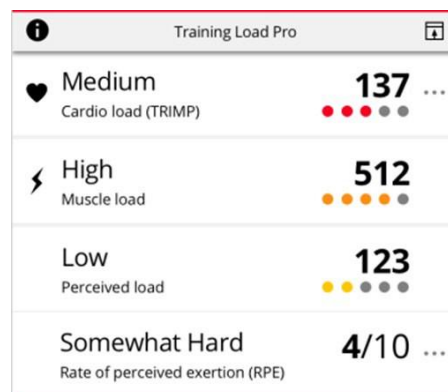 Training Load Pro
Medium 137
Cardio load (TRIMP)
High 512
Muscle load
Low 123
Perceived load
Somewhat Hard 4/10
Rate of perceived exertion (RPE)